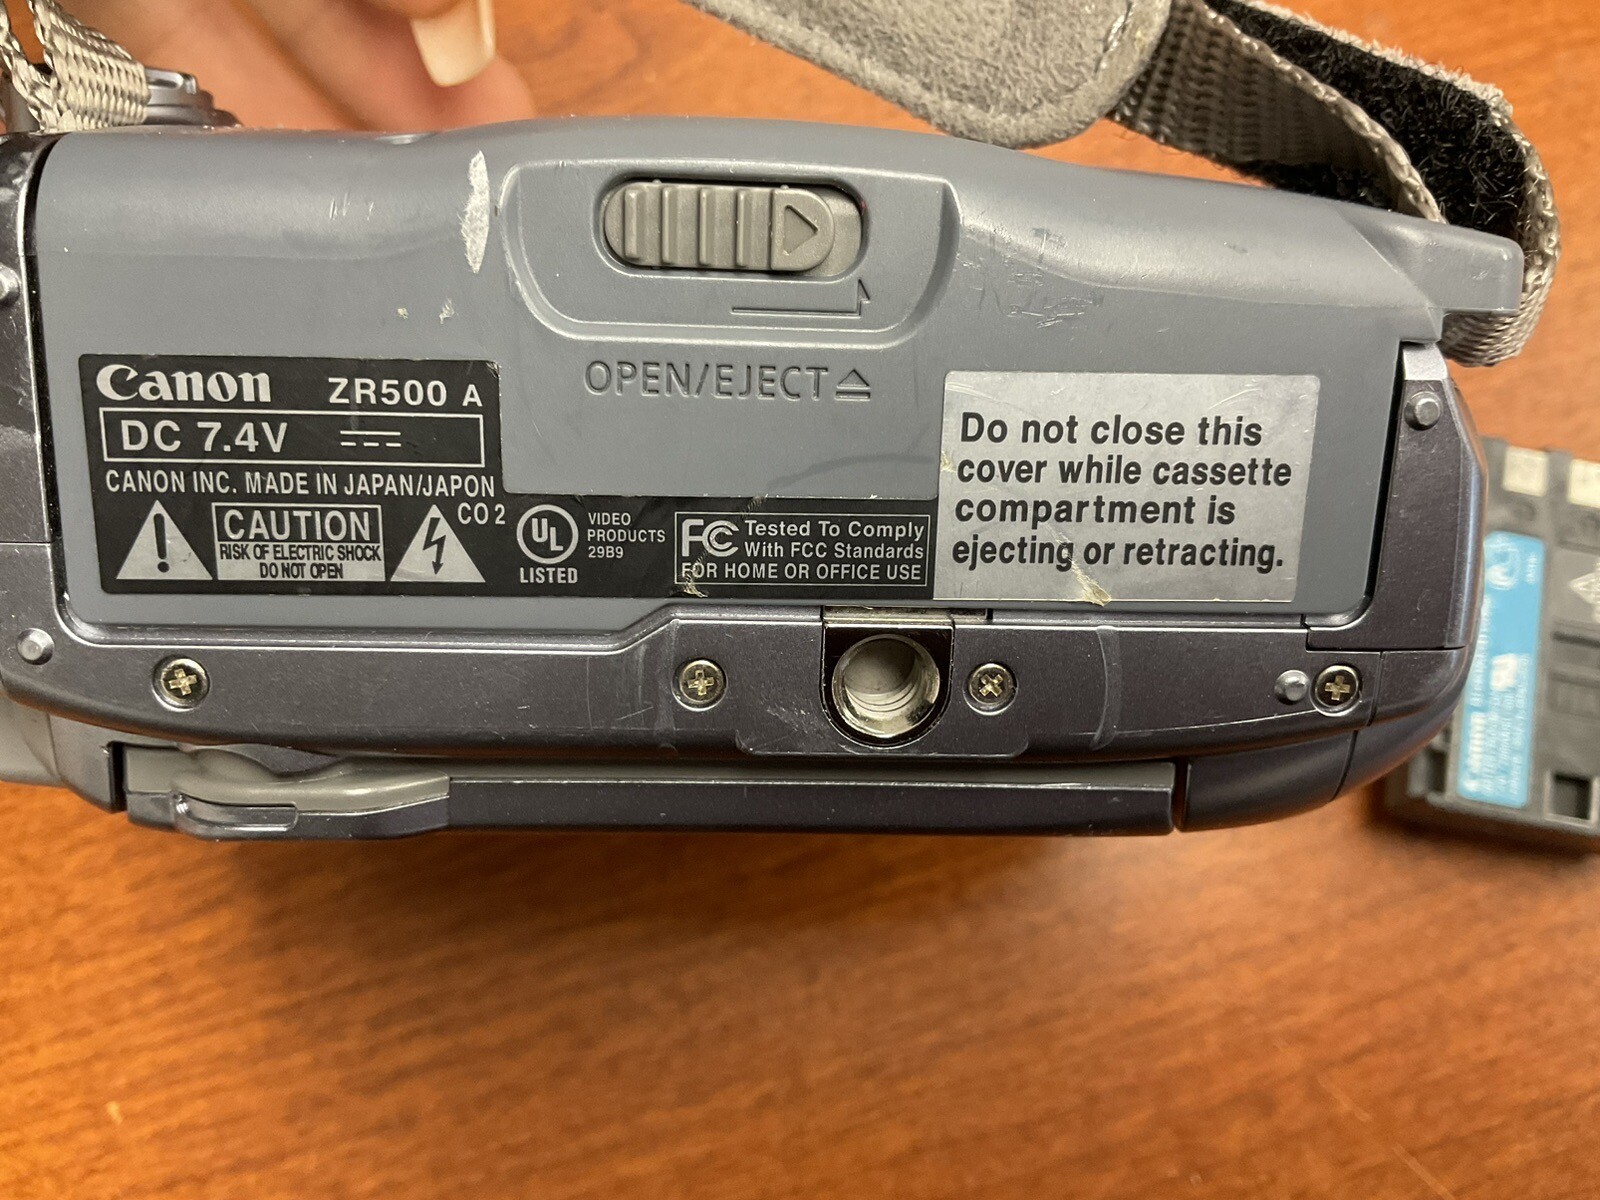 OPEN/EJECT
Canon ZR500 A
DC 7.4V
CANON INC. MADE IN JAPAN/JAPON
CO2
CAUTION
RISK OF ELECTRIC SHOCK
DO NOT OPEN
UL
LISTED
VIDEO
PRODUCTS
29B9
FC Tested To Comply
With FCC Standards
FOR HOME OR OFFICE USE
Do not close this
cover while cassette
compartment is
ejecting or retracting.
Canon